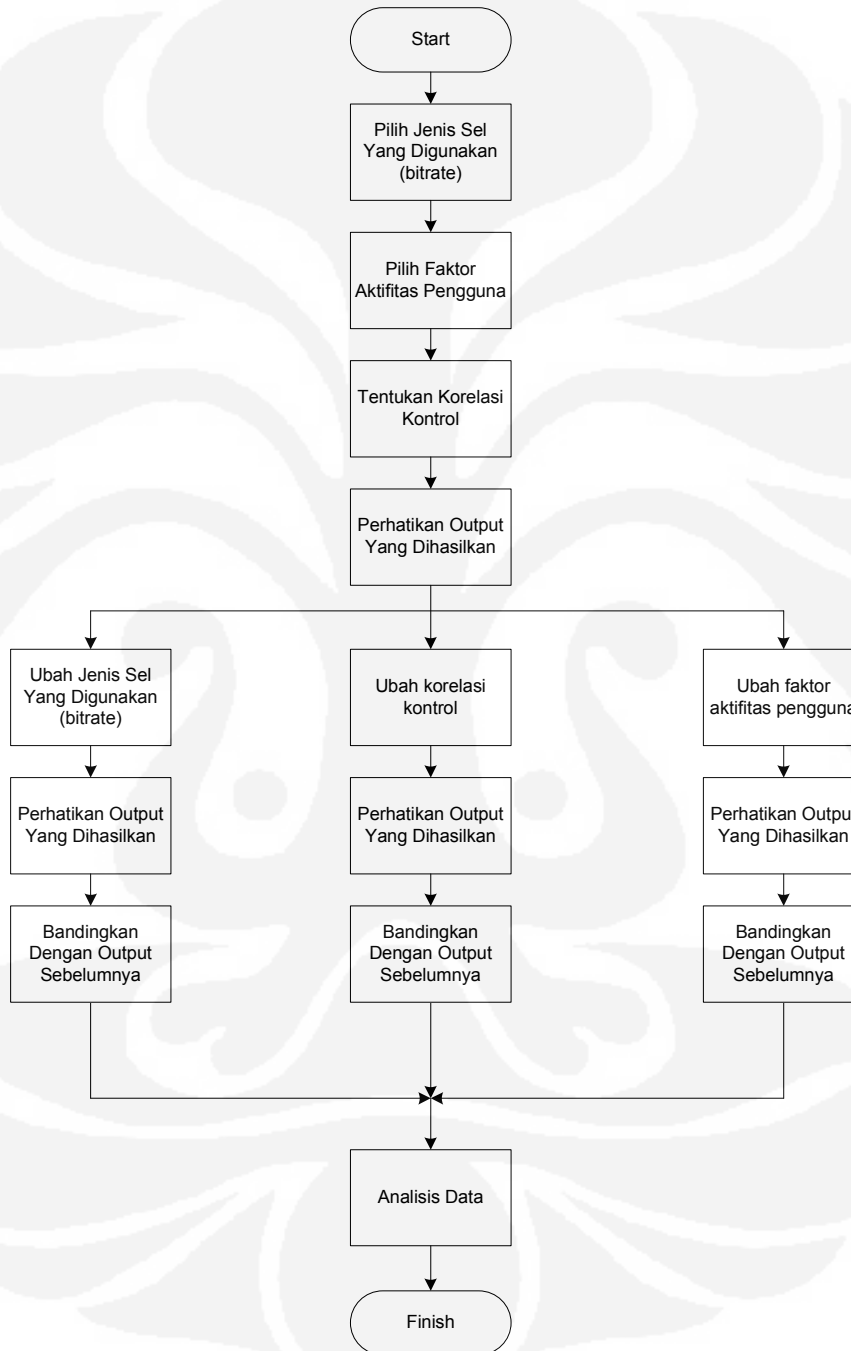 Start
Pilih Jenis Sel
Yang Digunakan
(bitrate)
Pilih Faktor
Aktifitas Pengguna
Tentukan Korelasi
Kontrol
Perhatikan Output
Yang Dihasilkan
Ubah Jenis Sel
Yang Digunakan
(bitrate)
Perhatikan Output
Yang Dihasilkan
Bandingkan
Dengan Output
Sebelumnya
Ubah korelasi
kontrol
Perhatikan Output
Yang Dihasilkan
Bandingkan
Dengan Output
Sebelumnya
Ubah faktor
aktifitas pengguna
Perhatikan Output
Yang Dihasilkan
Bandingkan
Dengan Output
Sebelumnya
Analisis Data
Finish